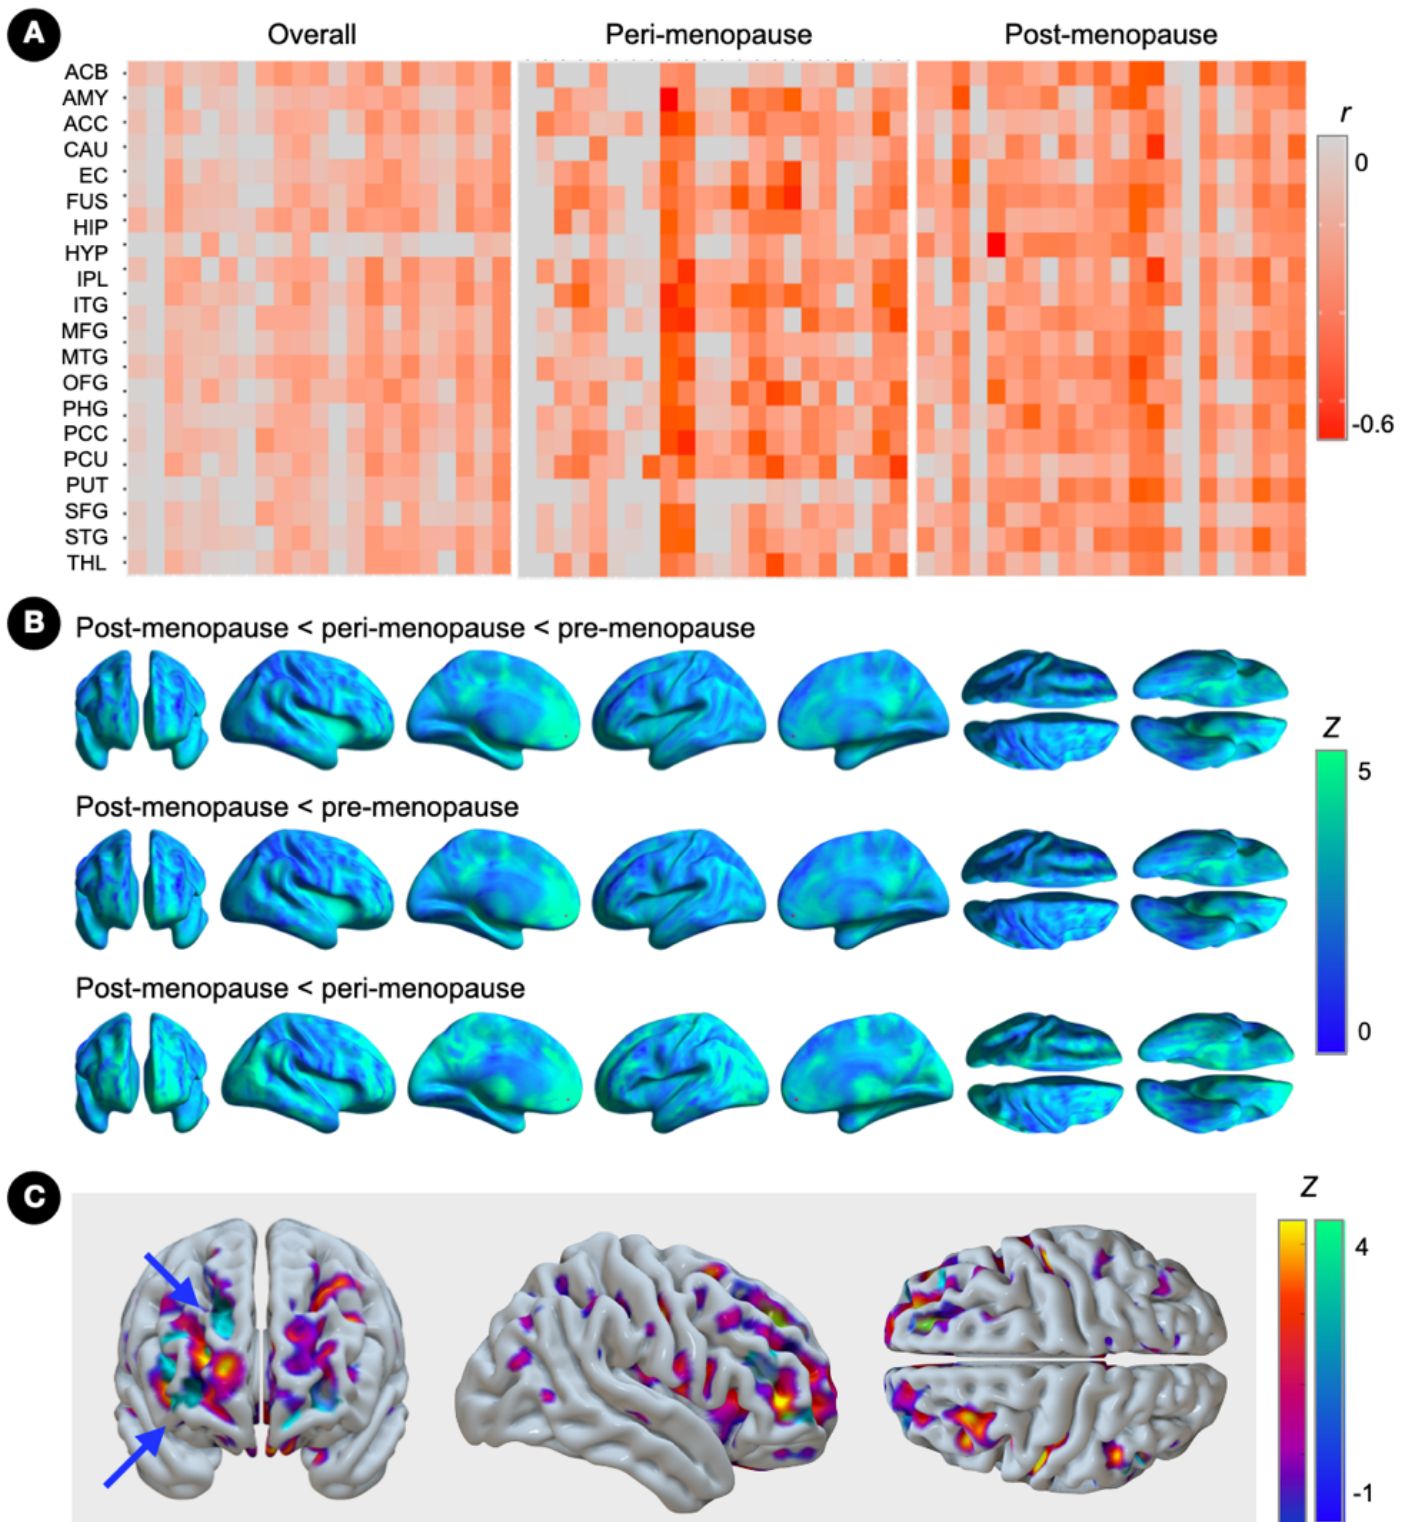 A
Overall
Peri-menopause
Post-menopause
ACB
AMY
ACC
CAU
EC
FUS
HIP
HYP
IPL
ITG
MFG
MTG
OFG
PHG
PCC
PCU
PUT
SFG
STG
THL
r
0
-0.6
B
Post-menopause < peri-menopause < pre-menopause
Post-menopause < pre-menopause
Post-menopause < peri-menopause
Z
5
0
C
Z
4
-1